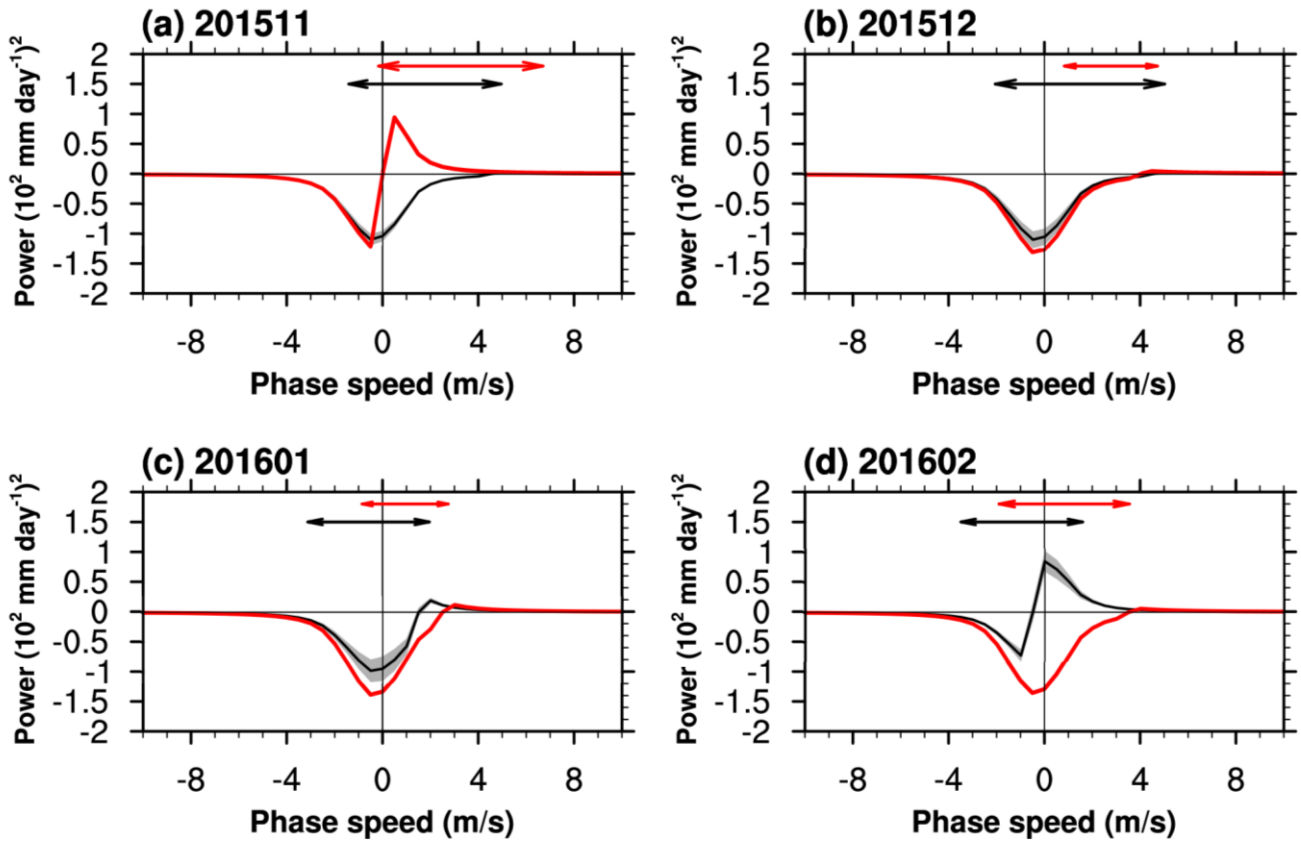 (a) 201511
Power (10² mm day⁻¹)²
2
1.5
1
0.5
0
-0.5
-1
-1.5
-2
-8 -4 0 4 8
Phase speed (m/s)
(b) 201512
Power (10² mm day⁻¹)²
2
1.5
1
0.5
0
-0.5
-1
-1.5
-2
-8 -4 0 4 8
Phase speed (m/s)
(c) 201601
Power (10² mm day⁻¹)²
2
1.5
1
0.5
0
-0.5
-1
-1.5
-2
-8 -4 0 4 8
Phase speed (m/s)
(d) 201602
Power (10² mm day⁻¹)²
2
1.5
1
0.5
0
-0.5
-1
-1.5
-2
-8 -4 0 4 8
Phase speed (m/s)